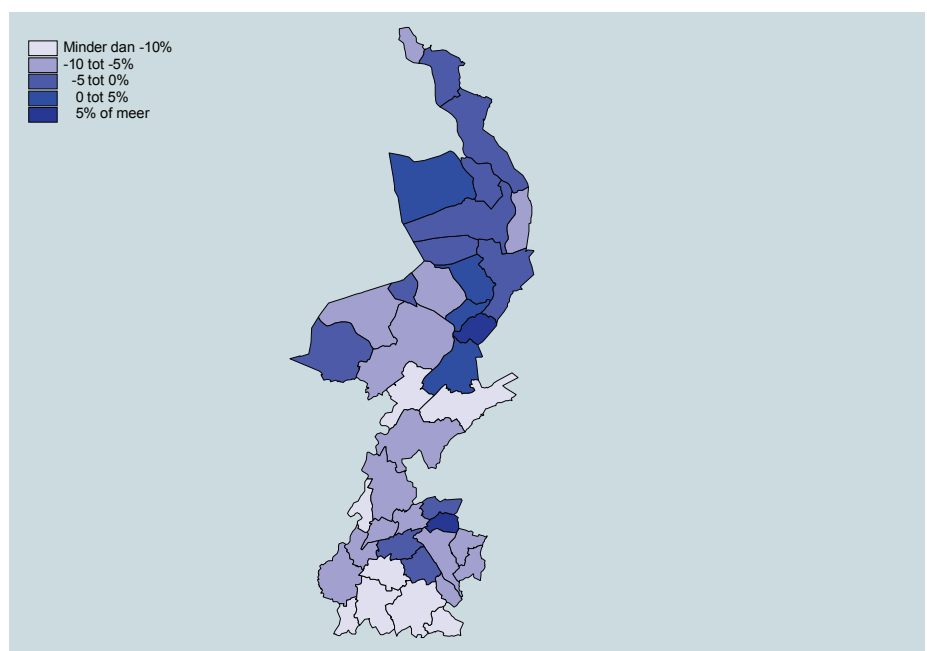 Minder dan -10%
-10 tot -5%
-5 tot 0%
0 tot 5%
5% of meer